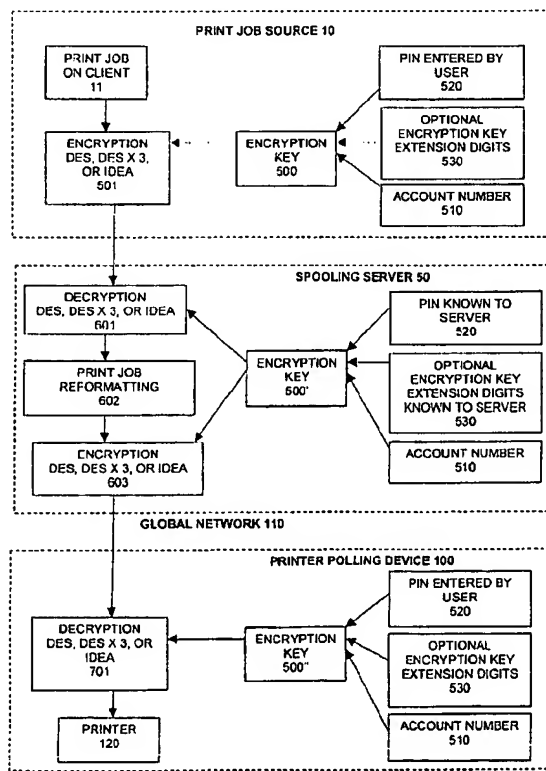 PRINT JOB SOURCE 10
PRINT JOB
ON CLIENT
11
ENCRYPTION
DES, DES X 3,
OR IDEA
501
ENCRYPTION
KEY
500
PIN ENTERED BY
USER
520
OPTIONAL
ENCRYPTION KEY
EXTENSION DIGITS
530
ACCOUNT NUMBER
510
SPOOLING SERVER 50
DECRYPTION
DES, DES X 3, OR IDEA
601
PRINT JOB
REFORMATTING
602
ENCRYPTION
DES, DES X 3, OR IDEA
603
ENCRYPTION
KEY
500'
PIN KNOWN TO
SERVER
520
OPTIONAL
ENCRYPTION KEY
EXTENSION DIGITS
KNOWN TO SERVER
530
ACCOUNT NUMBER
510
GLOBAL NETWORK 110
PRINTER POLLING DEVICE 100
DECRYPTION
DES, DES X 3, OR
IDEA
701
PRINTER
120
ENCRYPTION
KEY
500"
PIN ENTERED BY
USER
520
OPTIONAL
ENCRYPTION KEY
EXTENSION DIGITS
530
ACCOUNT NUMBER
510